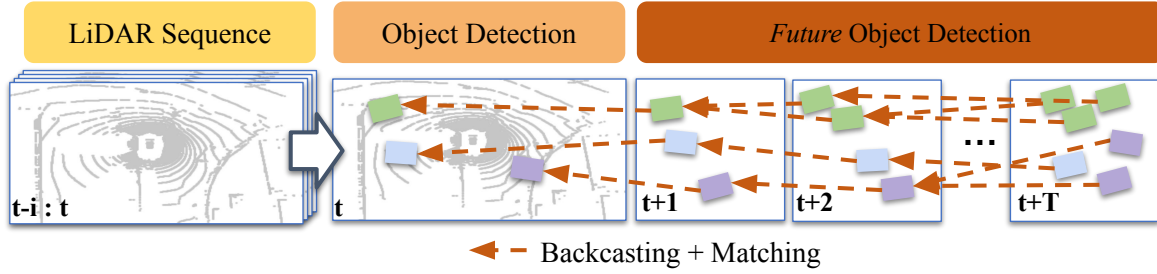 LiDAR Sequence
Object Detection
Future Object Detection
t-i : t
t
t+1
t+2
...
t+T
Backcasting + Matching